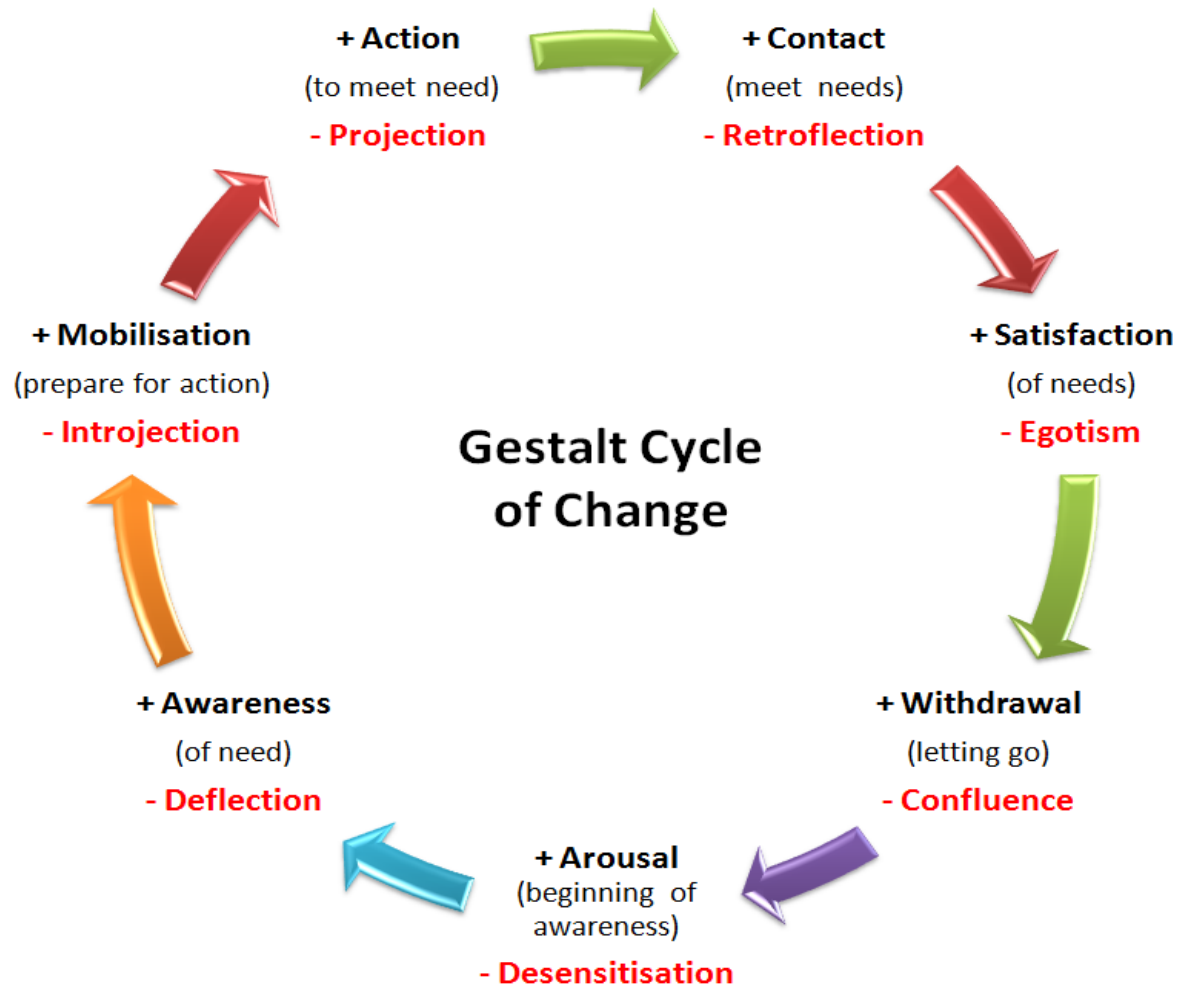 + Action
(to meet need)
- Projection
+ Contact
(meet needs)
- Retroflection
+ Mobilisation
(prepare for action)
- Introjection
+ Satisfaction
(of needs)
- Egotism
Gestalt Cycle
of Change
+ Awareness
(of need)
- Deflection
+ Withdrawal
(letting go)
- Confluence
+ Arousal
(beginning of
awareness)
- Desensitisation